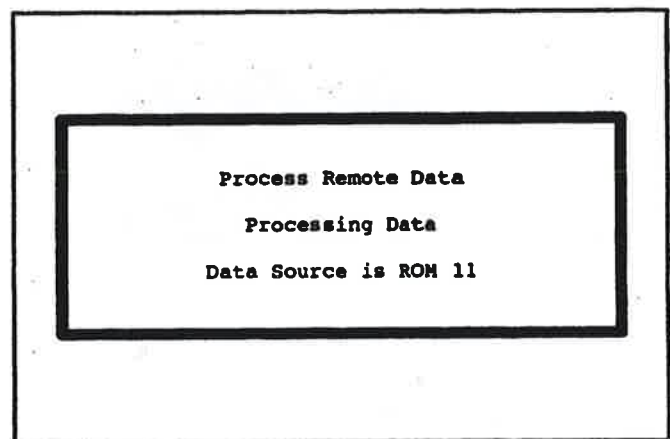 Process Remote Data
Processing Data
Data Source is ROM 11